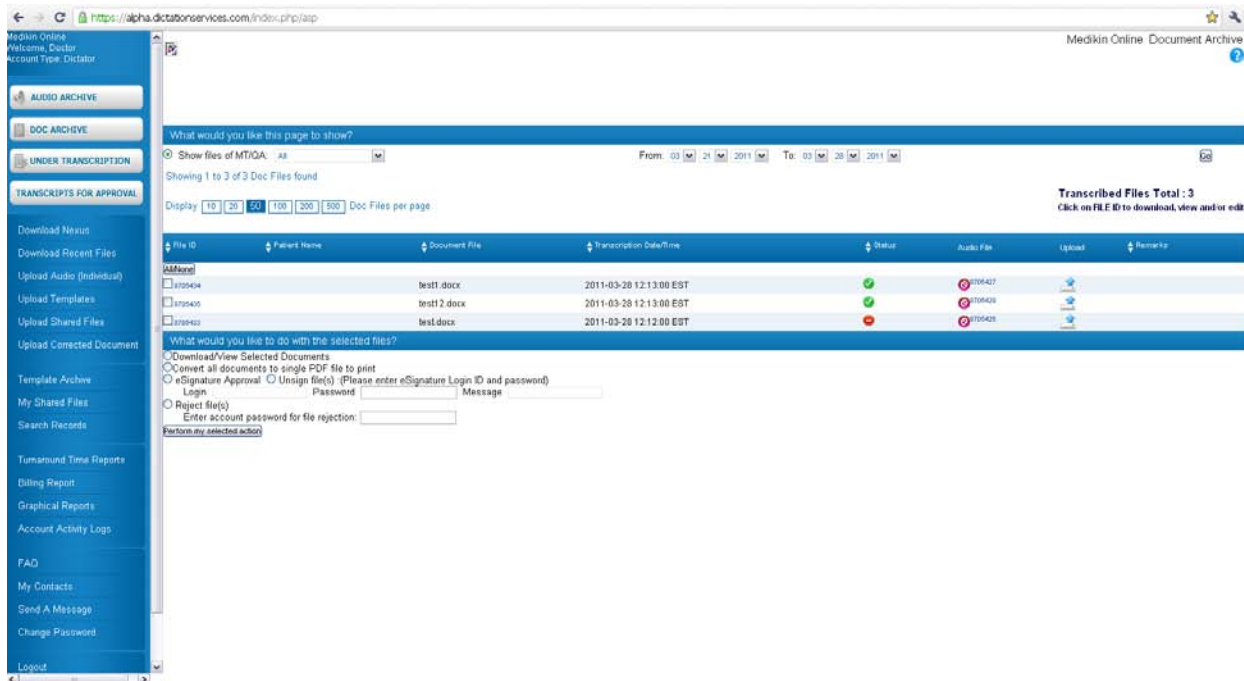 https://alpha.dictationservices.com/index.php/asp
Medikin Online
Welcome, Doctor
Account Type: Dictator
AUDIO ARCHIVE
DOC ARCHIVE
UNDER TRANSCRIPTION
TRANSCRIPTS FOR APPROVAL
Download Nexus
Download Recent Files
Upload Audio (Individual)
Upload Templates
Upload Shared Files
Upload Corrected Document
Template Archive
My Shared Files
Search Records
Turnaround Time Reports
Billing Report
Graphical Reports
Account Activity Logs
FAQ
My Contacts
Send A Message
Change Password
Logout
Medikin Online Document Archive
What would you like this page to show?
Show files of MT/QA: All From: 03 21 2011 To: 03 28 2011 Go
Showing 1 to 3 of 3 Doc Files found
Transcribed Files Total : 3
Display 10 20 50 100 200 500 Doc Files per page
Click on FILE ID to download, view and/or edit
File ID Patient Name Document File Transcription Date/Time Status Audio File Upload Remarks
All/None
8705434 test1.docx 2011-03-28 12:13:00 EST 8705427
8705435 test12.docx 2011-03-28 12:13:00 EST
test.docx 2011-03-28 12:12:00 EST
What would you like to do with the selected files?
Download/View Selected Documents
Convert all documents to single PDF file to print
eSignature Approval Unsign file(s) :(Please enter eSignature Login ID and password)
Login Password Message
Reject file(s)
Enter account password for file rejection:
Perform my selected action